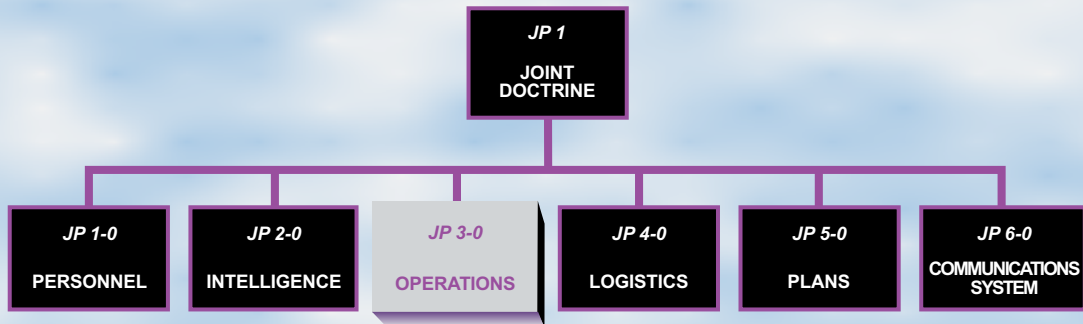 JP 1
JOINT
DOCTRINE
JP 1-0
PERSONNEL
JP 2-0
INTELLIGENCE
JP 3-0
OPERATIONS
JP 4-0
LOGISTICS
JP 5-0
PLANS
JP 6-0
COMMUNICATIONS
SYSTEM